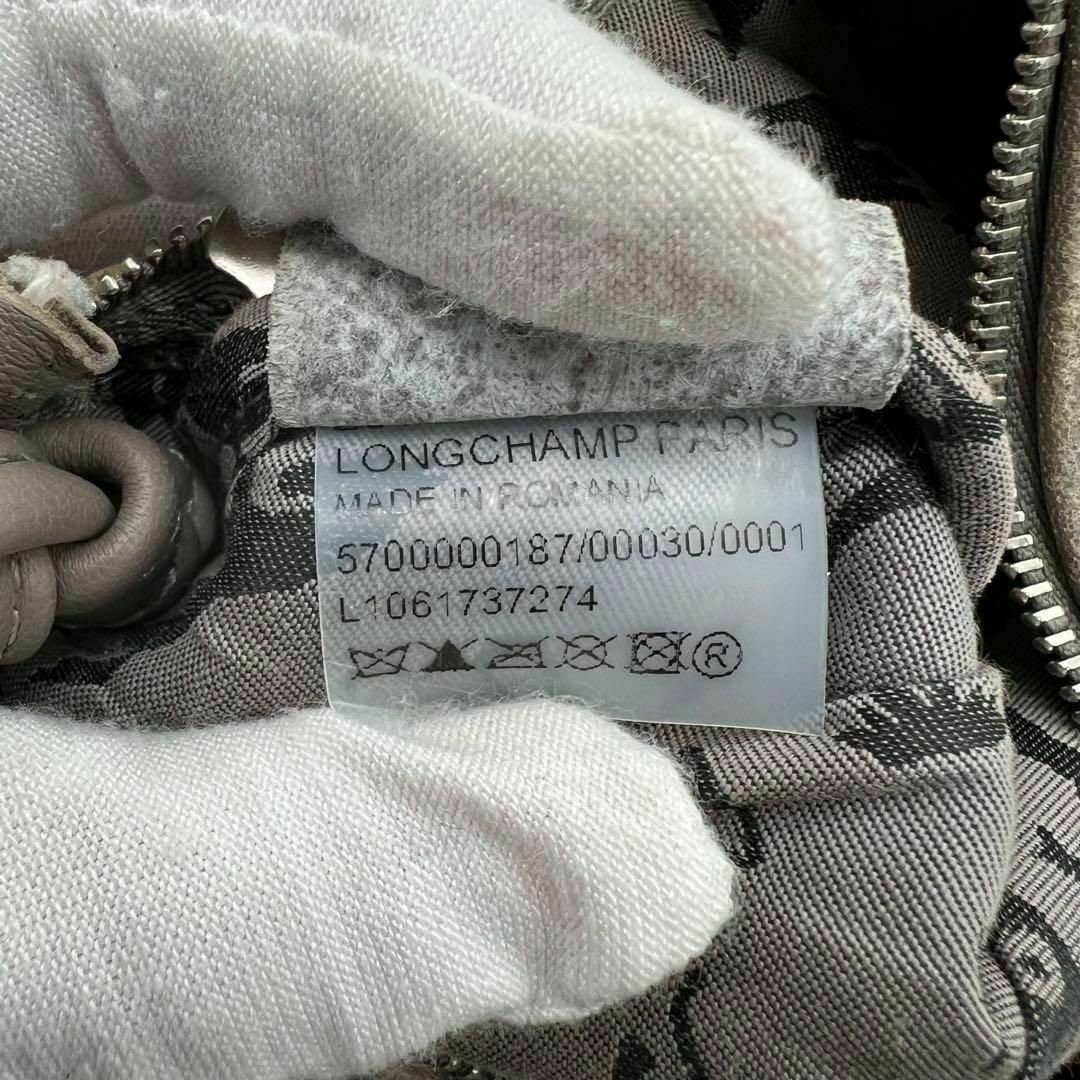 LONGCHAMP PARIS
MADE IN ROMANIA
5700000187/00030/0001
L1061737274
®